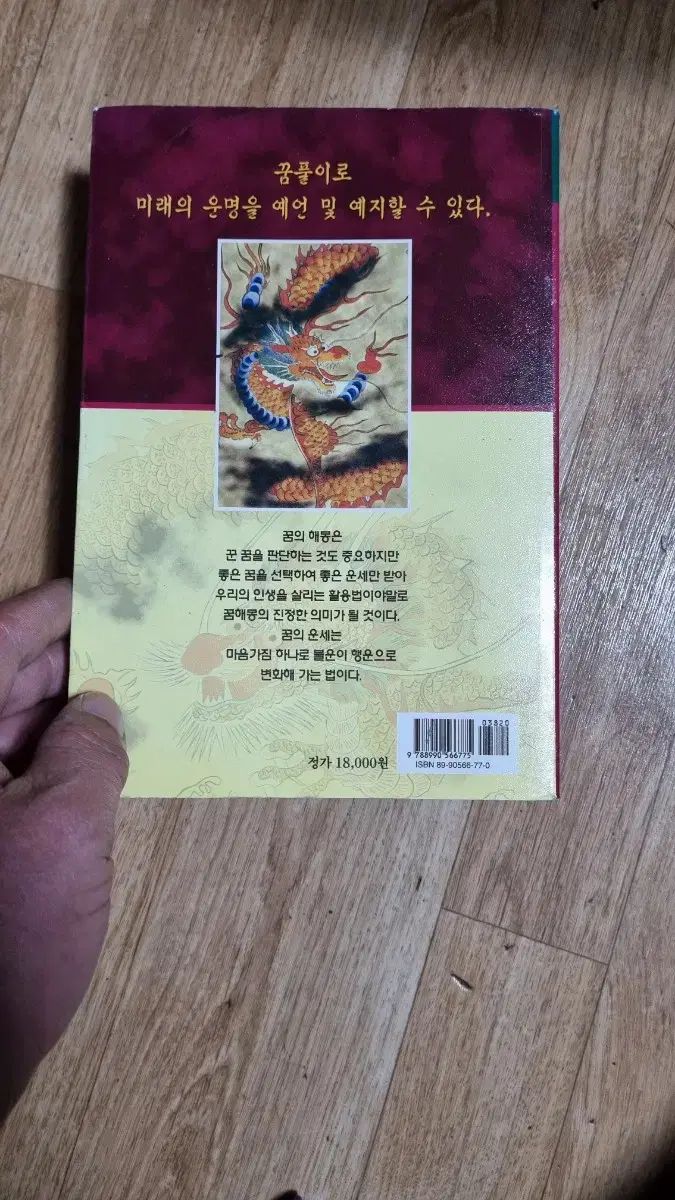 꿈풀이로
미래의 운명을 예언 및 예지할 수 있다.
꿈의 해몽은
꾼 꿈을 판단하는 것도 중요하지만
좋은 꿈을 선택하여 좋은 운세만 받아
우리의 인생을 살리는 활용법이야말로
꿈해몽의 진정한 의미가 될 것이다.
꿈의 운세는
마음가짐 하나로 불운이 행운으로
변화해 가는 법이다.
03820
9 788990 566775
ISBN 89-90566-77-0
정가 18,000원